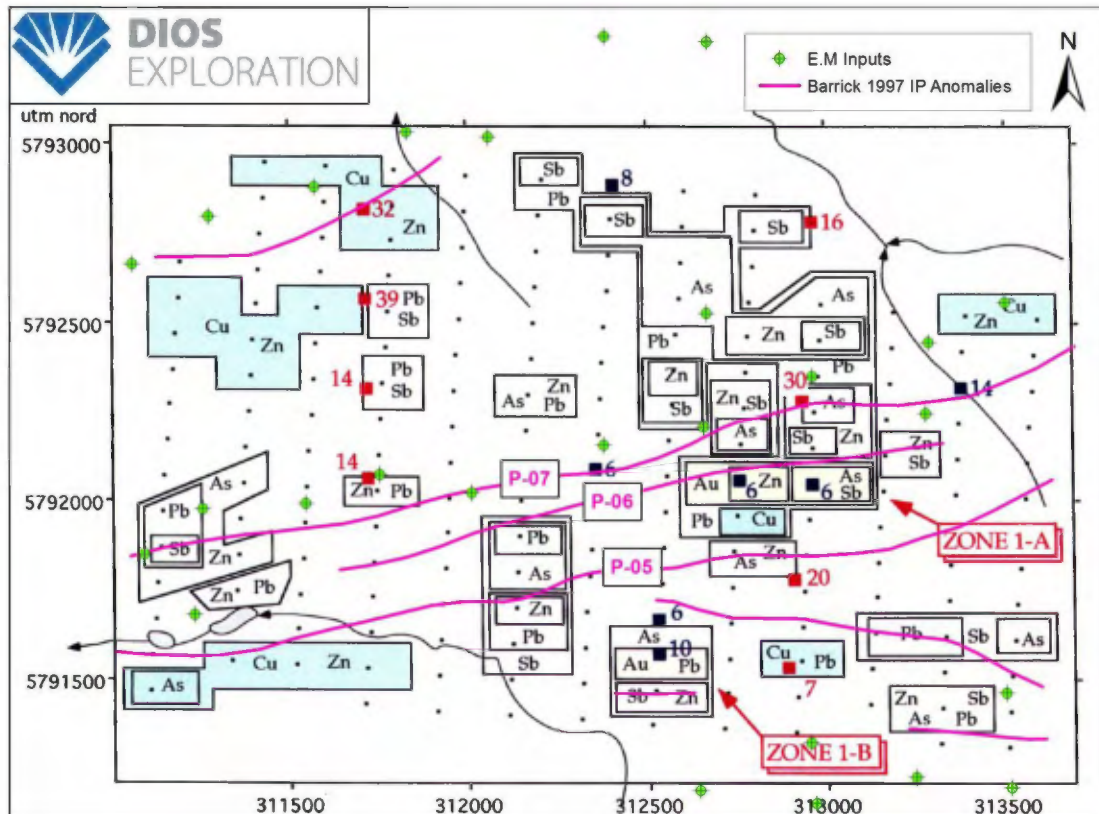 DIOS
EXPLORATION
E.M Inputs
Barrick 1997 IP Anomalies
N
utm nord
5793000
5792500
5792000
5791500
311500
312000
312500
313000
313500
Cu
Zn
32
Sb
Pb
8
Sb
Sb
16
As
As
Zn
Sb
Pb
Cu
Zn
Cu
Zn
39
Pb
Sb
14
Pb
Sb
As
Zn
Pb
Pb
Zn
Sb
Zn
Sb
As
30
As
Sb
Zn
14
Zn
Sb
14
Zn
Pb
P-07
6
P-06
Au
Zn
6
6
As
Sb
Pb
Cu
ZONE 1-A
As
Pb
Sb
Zn
Zn
Pb
Pb
As
Zn
Pb
Sb
P-05
Zn
As
20
6
As
10
Au
Pb
Sb
Zn
ZONE 1-B
Cu
Pb
7
Pb
Sb
As
Zn
Sb
As
Pb
Cu
Zn
As